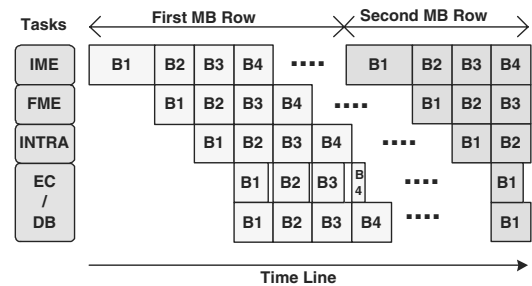 Tasks First MB Row Second MB Row
IME B1 B2 B3 B4 .... B1 B2 B3 B4
FME B1 B2 B3 B4 .... B1 B2 B3
INTRA B1 B2 B3 B4 .... B1 B2
EC / DB
B1 B2 B3 B4 .... B1
B1 B2 B3 B4 .... B1
Time Line